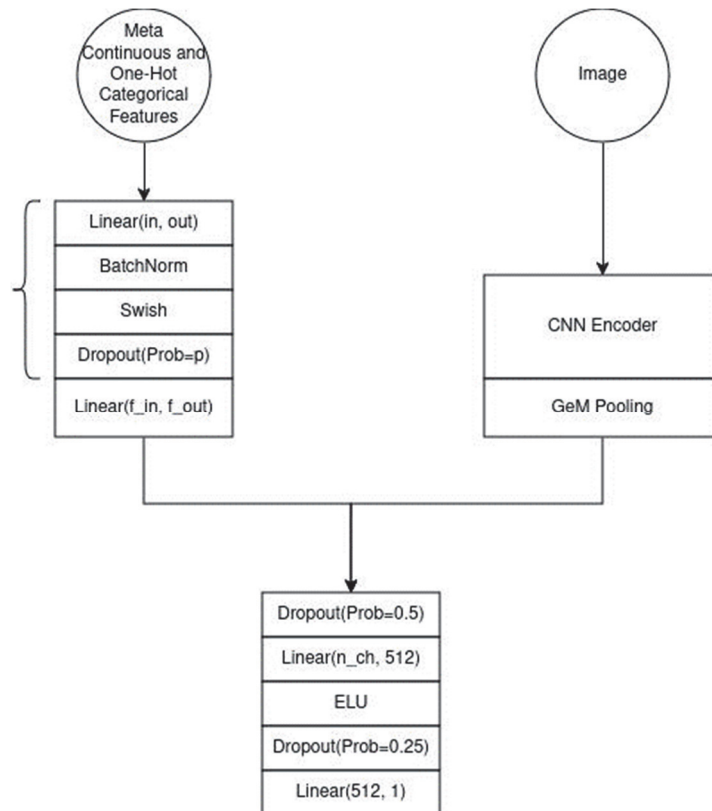 Meta
Continuous and
One-Hot
Categorical
Features
Image
Linear(in, out)
BatchNorm
Swish
Dropout(Prob=p)
Linear(f_in, f_out)
CNN Encoder
GeM Pooling
Dropout(Prob=0.5)
Linear(n_ch, 512)
ELU
Dropout(Prob=0.25)
Linear(512, 1)